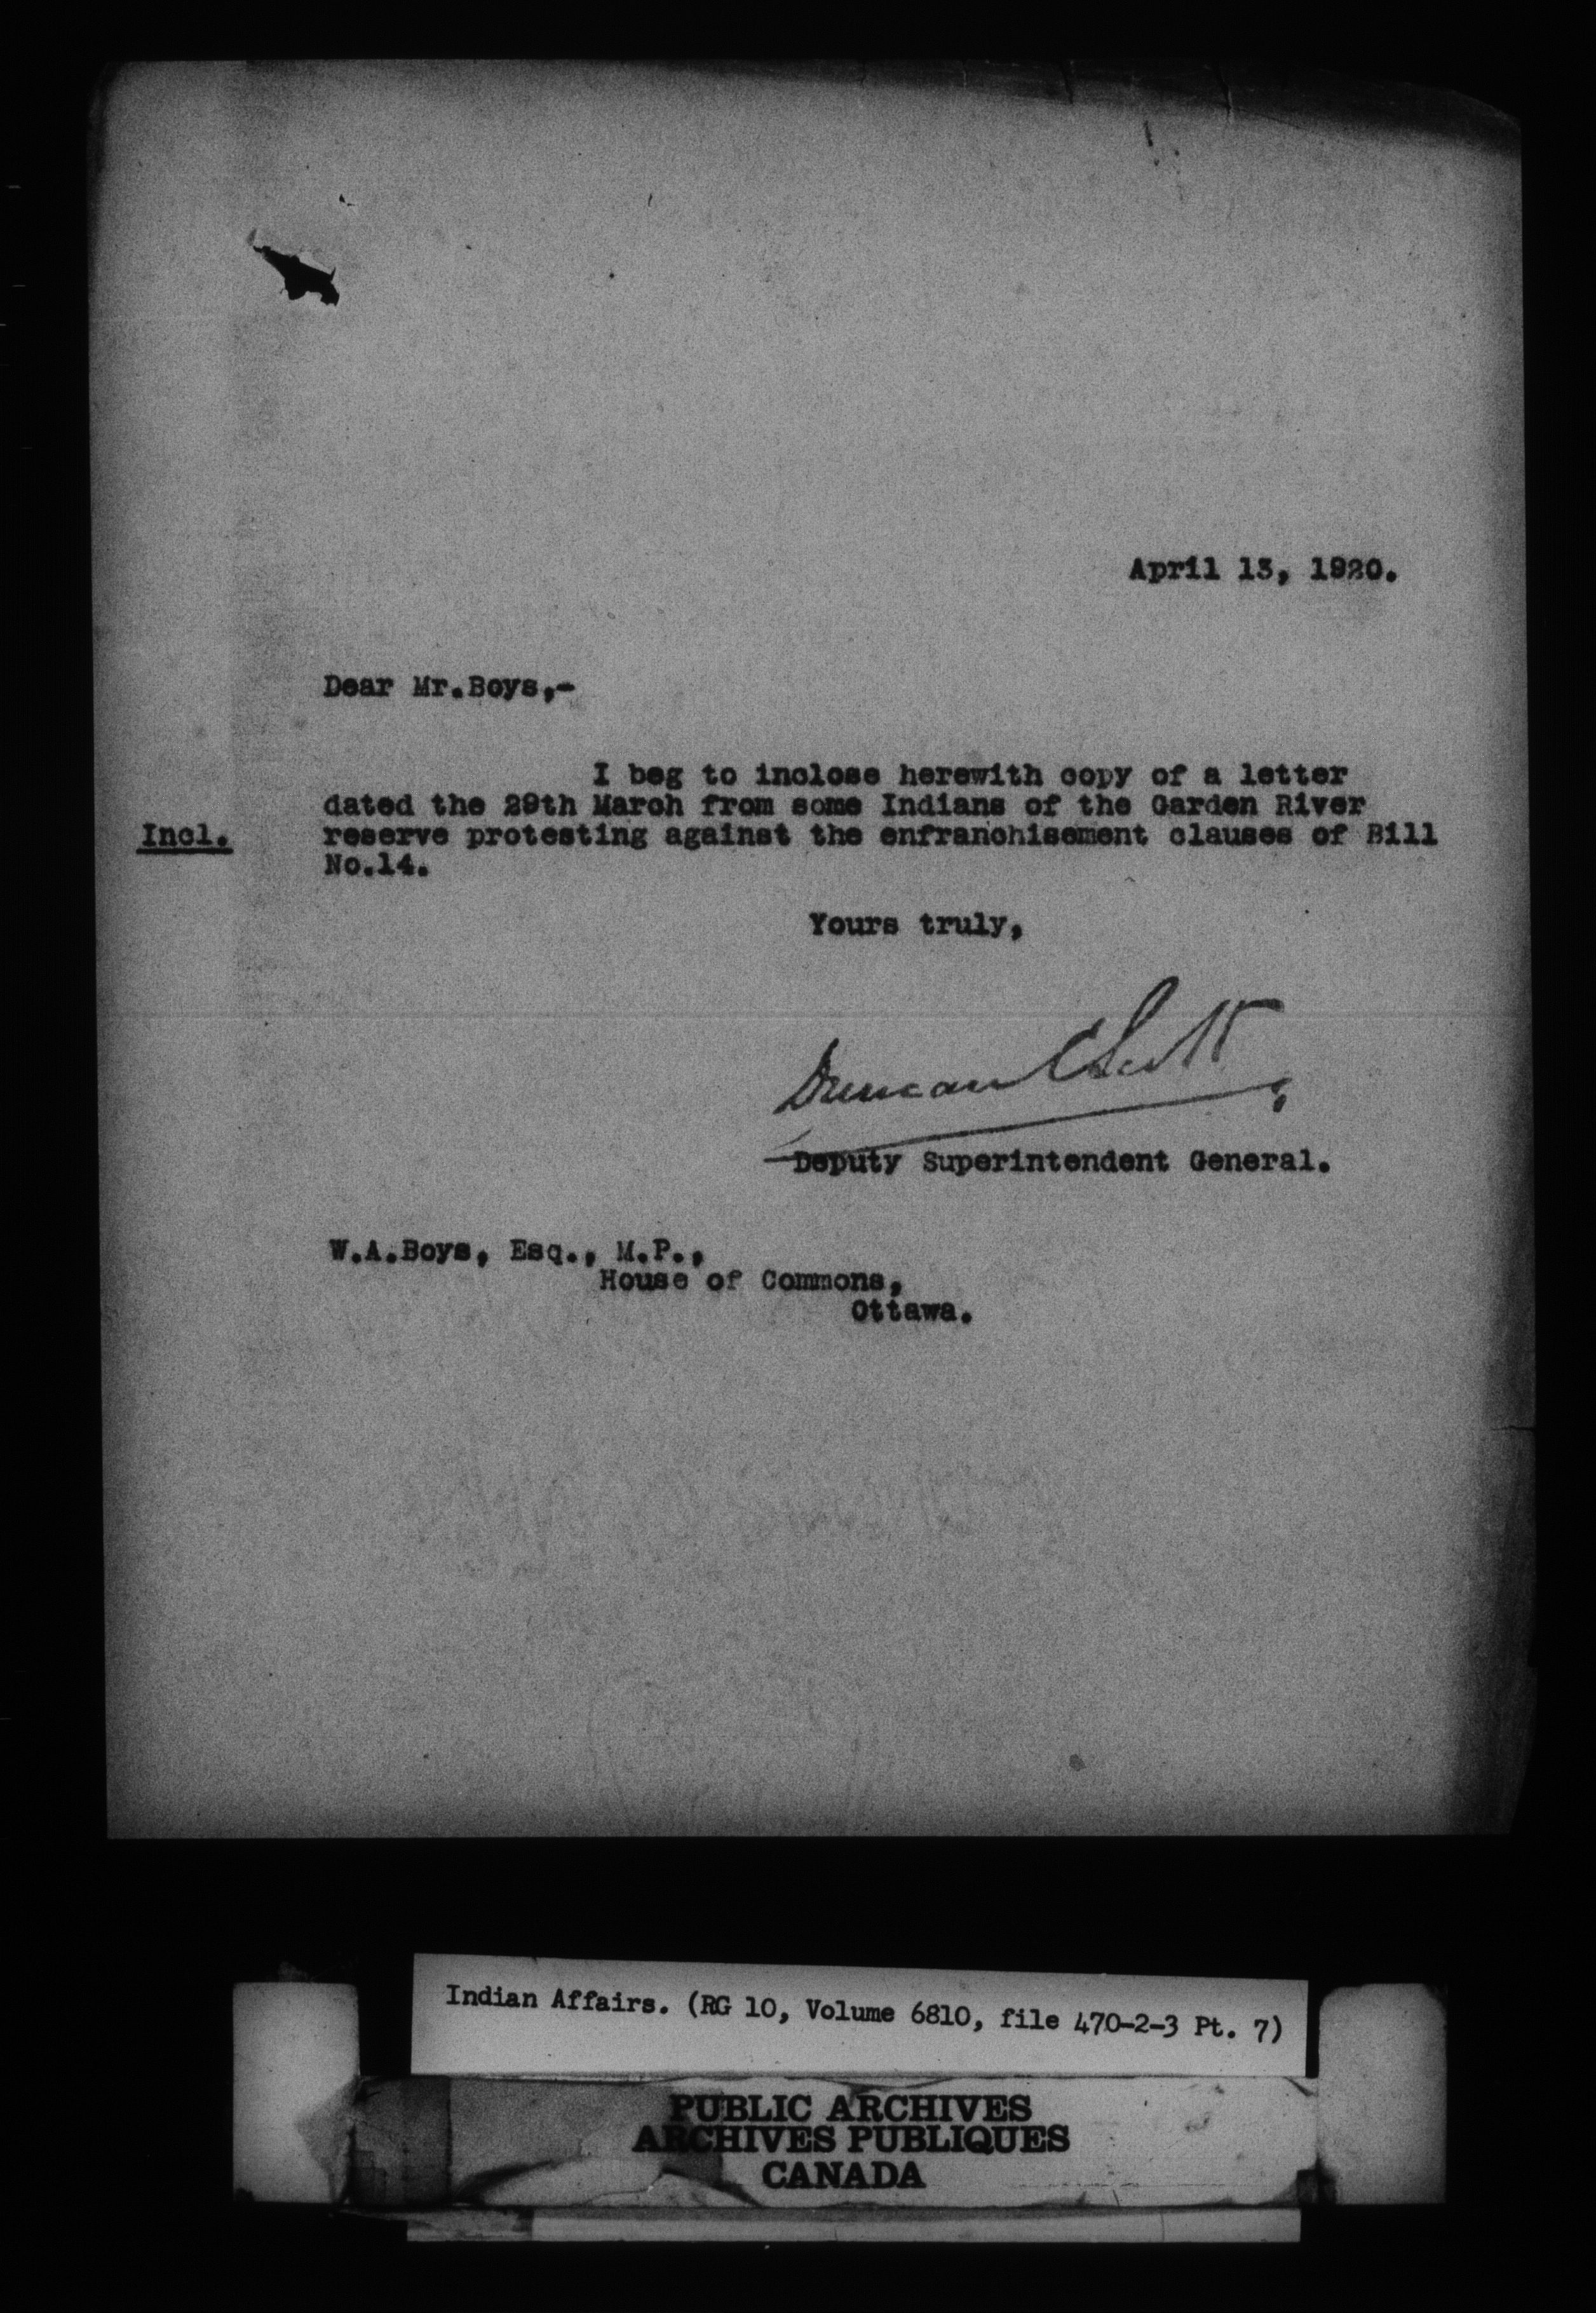 April 13, 1920.
Dear Mr.Boys,-
I beg to inclose herewith copy of a letter
dated the 29th March from some Indians of the Garden River
Incl. reserve protesting against the enfranchisement clauses of Bill
No.14.
Yours truly,
Duncan C Scott
Deputy Superintendent General.
W.A.Boys, Esq., M.P.,
House of Commons,
Ottawa.
Indian Affairs. (RG 10, Volume 6810, file 470-2-3 Pt. 7)
PUBLIC ARCHIVES
ARCHIVES PUBLIQUES
CANADA